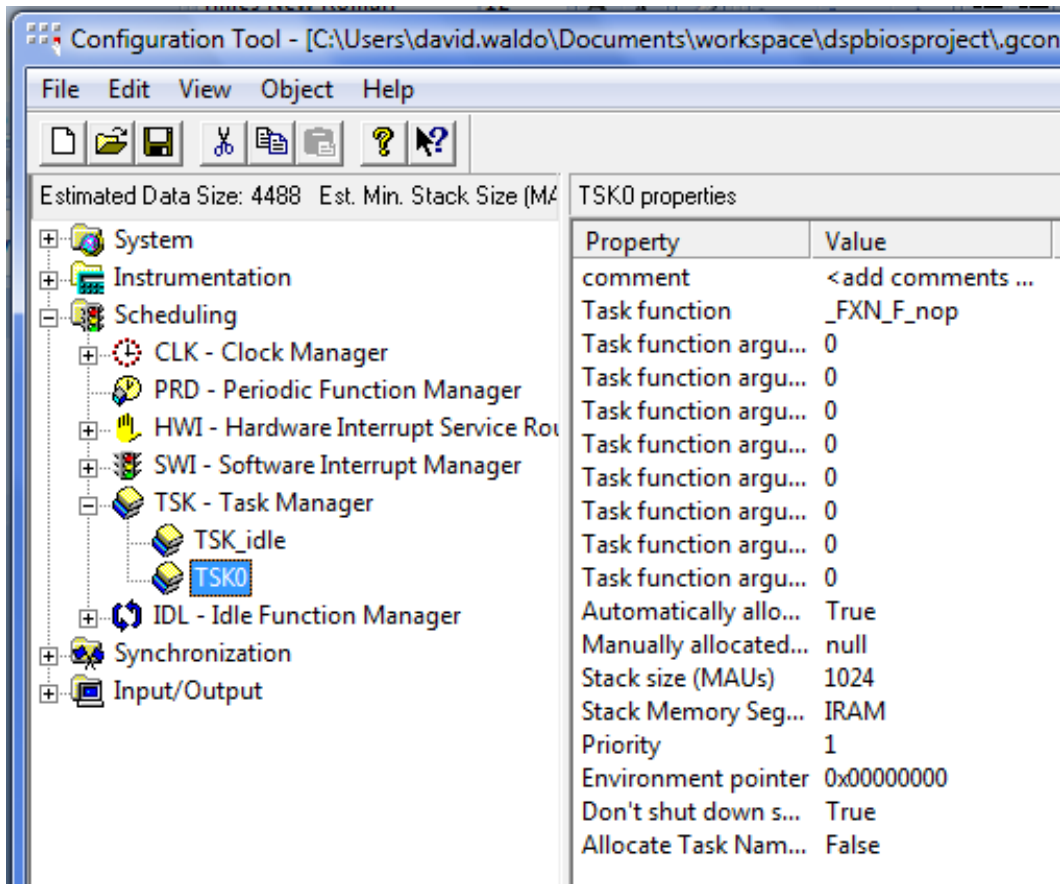 Configuration Tool - [C:\Users\david.waldo\Documents\workspace\dspbiosproject\.gcon
File Edit View Object Help
Estimated Data Size: 4488 Est. Min. Stack Size (MA
TSK0 properties
System
Instrumentation
Scheduling
CLK - Clock Manager
PRD - Periodic Function Manager
HWI - Hardware Interrupt Service Rou
SWI - Software Interrupt Manager
TSK - Task Manager
TSK_idle
TSK0
IDL - Idle Function Manager
Synchronization
Input/Output
Property Value
comment <add comments ...
Task function _FXN_F_nop
Task function argu... 0
Task function argu... 0
Task function argu... 0
Task function argu... 0
Task function argu... 0
Task function argu... 0
Task function argu... 0
Task function argu... 0
Automatically allo... True
Manually allocated... null
Stack size (MAUs) 1024
Stack Memory Seg... IRAM
Priority 1
Environment pointer 0x00000000
Don't shut down s... True
Allocate Task Nam... False